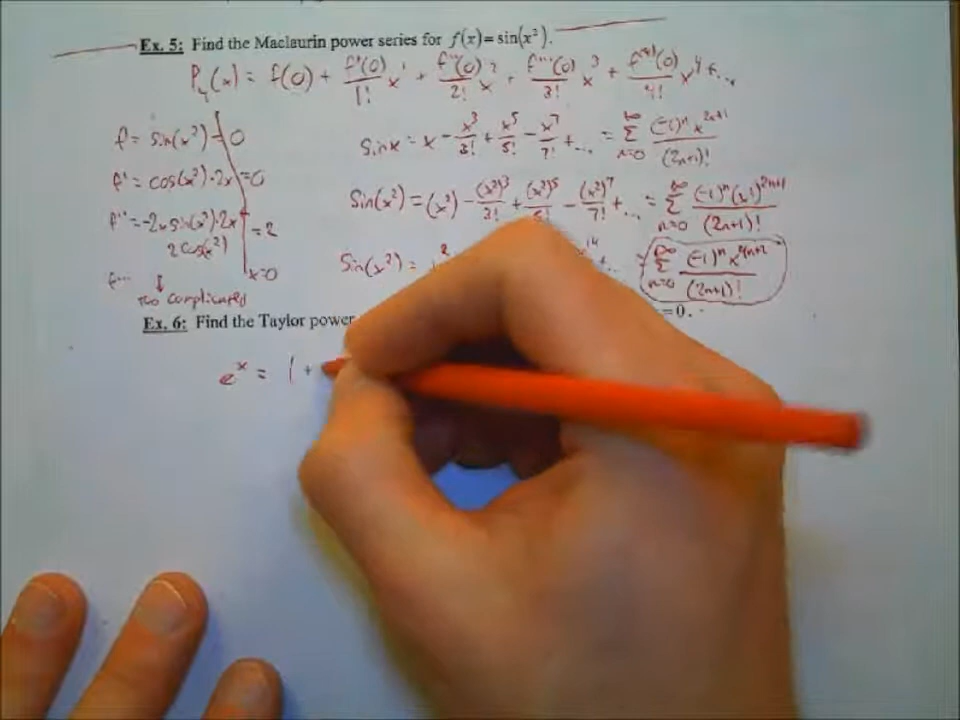 Ex. 5: Find the Maclaurin power series for f(x) = sin(x²).
P₄(x) = f(0) + f'(0)/1! x¹ + f''(0)/2! x² + f'''(0)/3! x³ + f⁽⁴⁾(0)/4! x⁴ + ...
f = sin(x²) = 0
sin x = x - x³/3! + x⁵/5! - x⁷/7! + ... = ∞ Σ n=0 (-1)ⁿ x²ⁿ⁺¹/(2n+1)!
f' = cos(x²)·2x = 0
sin(x²) = (x²) - (x²)³/3! + (x²)⁵/5! - (x²)⁷/7! + ... = ∞ Σ n=0 (-1)ⁿ (x²)²ⁿ⁺¹/(2n+1)!
f'' = -2x sin(x²)·2x = 2
2cos(x²)
x=0
sin(x²) = 2 14 + ... = ∞ Σ n=0 (-1)ⁿ x⁴ⁿ⁺²/(2n+1)!
f''' ↓
too complicated
Ex. 6: Find the Taylor power =0.
eˣ = 1 +